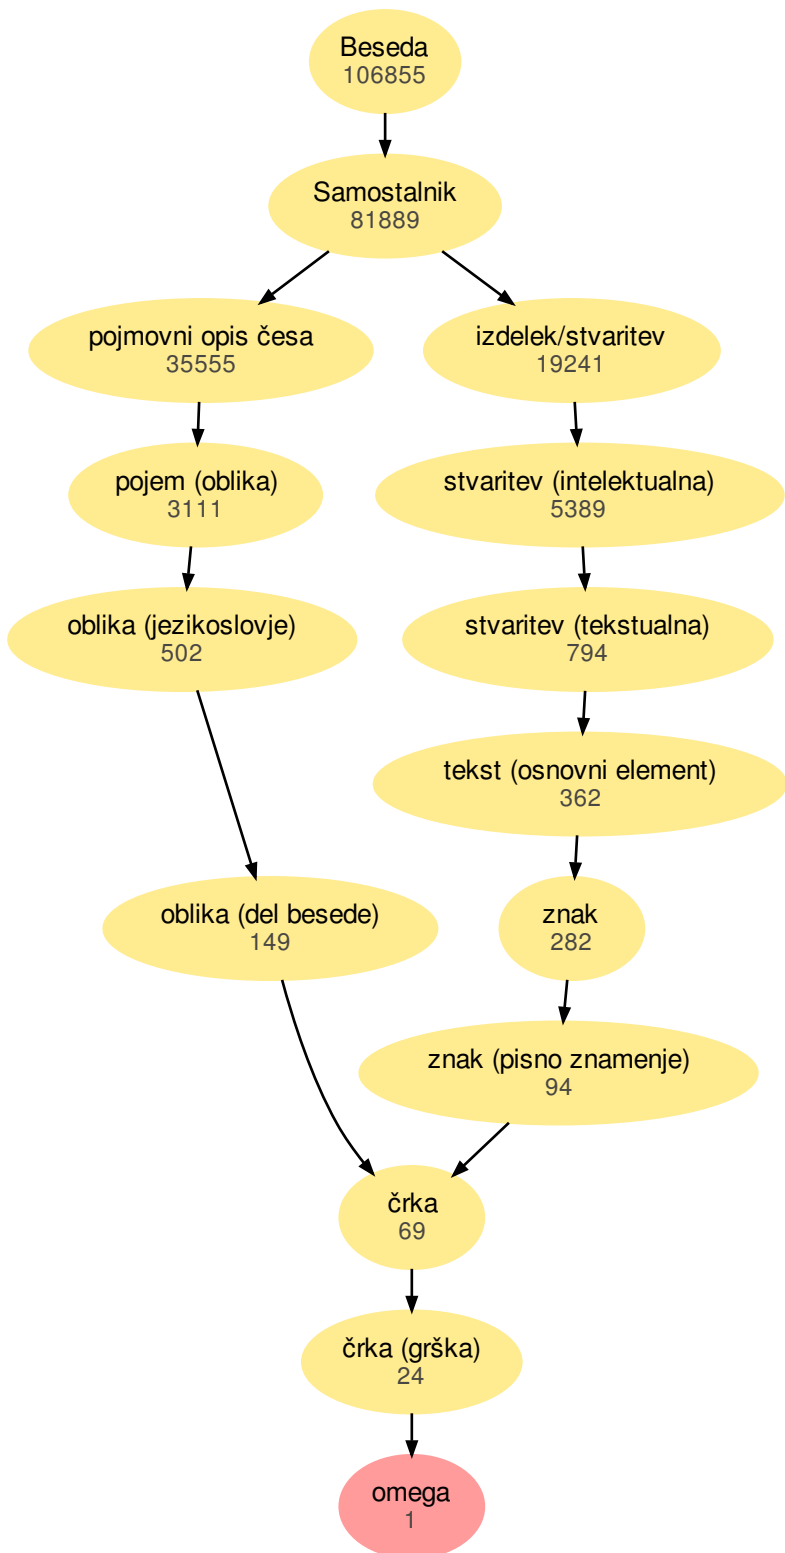 Beseda
106855
Samostalnik
81889
pojmovni opis česa
35555
izdelek/stvaritev
19241
pojem (oblika)
3111
stvaritev (intelektualna)
5389
oblika (jezikoslovje)
502
stvaritev (tekstualna)
794
tekst (osnovni element)
362
oblika (del besede)
149
znak
282
znak (pisno znamenje)
94
črka
69
črka (grška)
24
omega
1